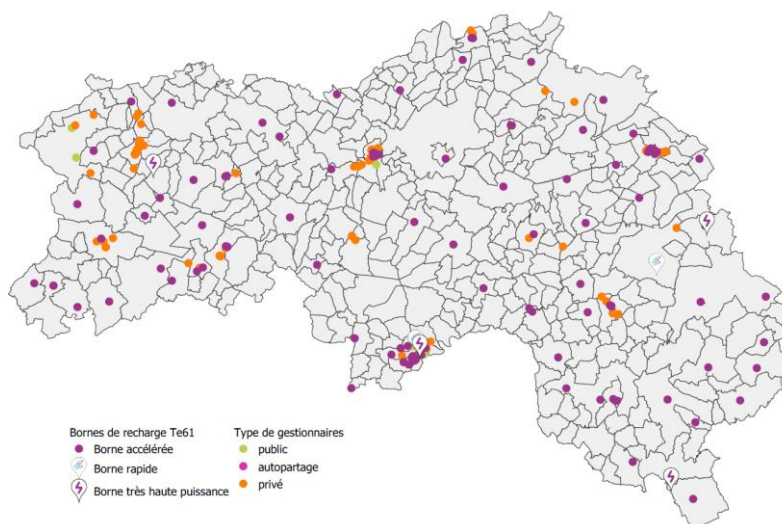 Bornes de recharge Te61
Borne accélérée
Borne rapide
Borne très haute puissance
Type de gestionnaires
public
autopartage
privé